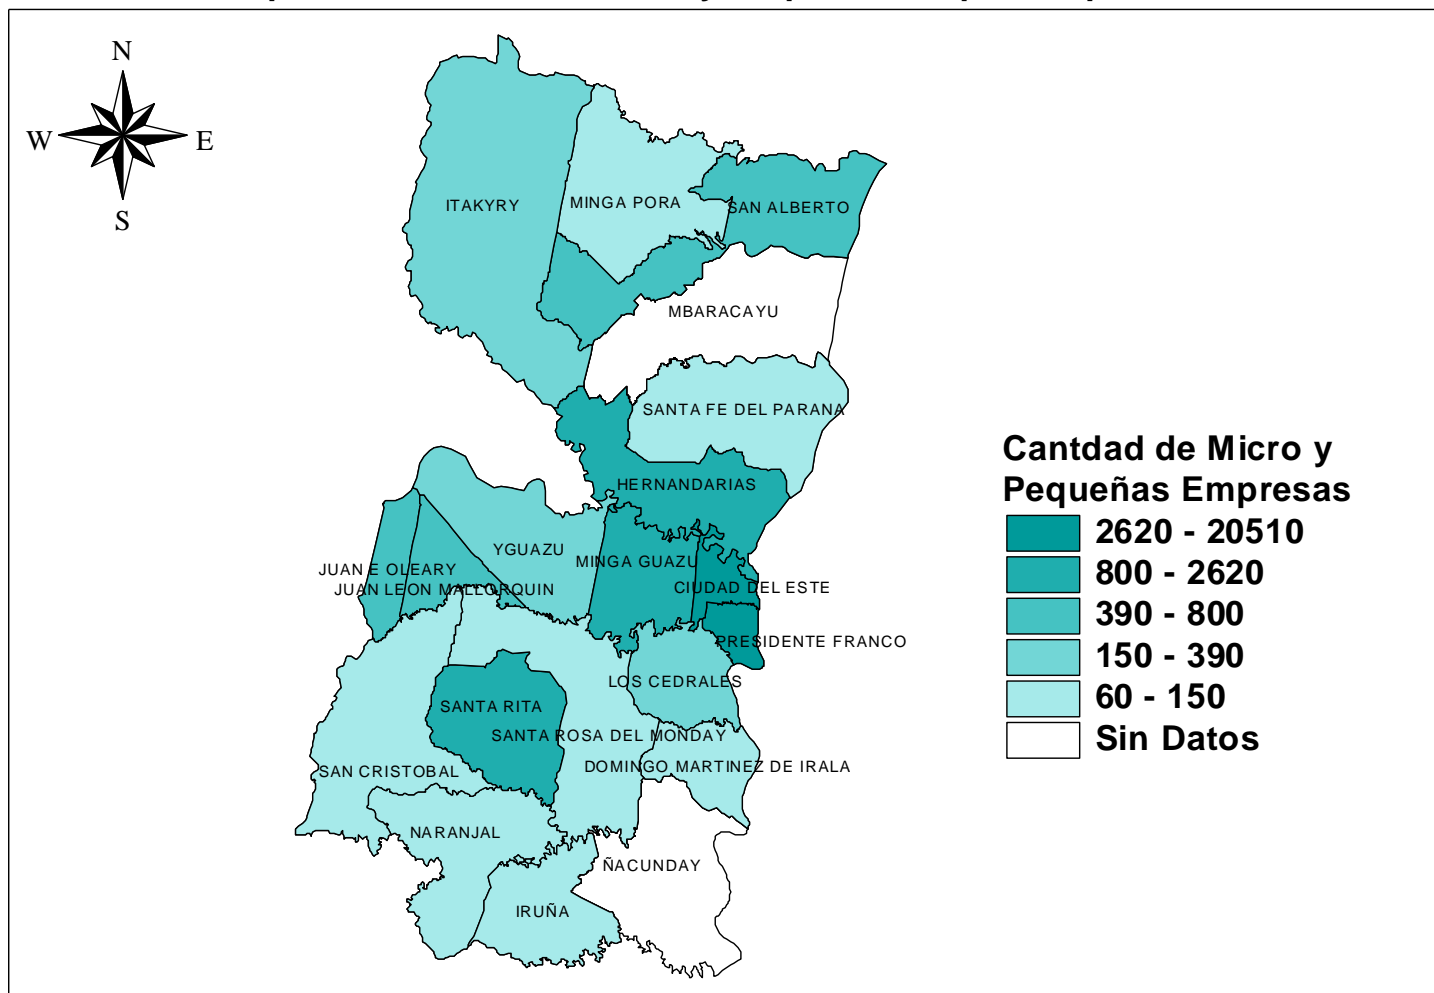 N
W
E
S
ITAKYRY
MINGA PORA
SAN ALBERTO
MBARACAYU
SANTA FE DEL PARANA
HERNANDARIAS
YGUAZU
MINGA GUAZU
JUAN E OLEARY
JUAN LEON MALLORQUIN
CIUDAD DEL ESTE
PRESIDENTE FRANCO
LOS CEDRALES
SANTA RITA
SANTA ROSA DEL MONDAY
SAN CRISTOBAL
DOMINGO MARTINEZ DE IRALA
NARANJAL
ÑACUNDAY
IRUÑA
Cantdad de Micro y
Pequeñas Empresas
2620 - 20510
800 - 2620
390 - 800
150 - 390
60 - 150
Sin Datos